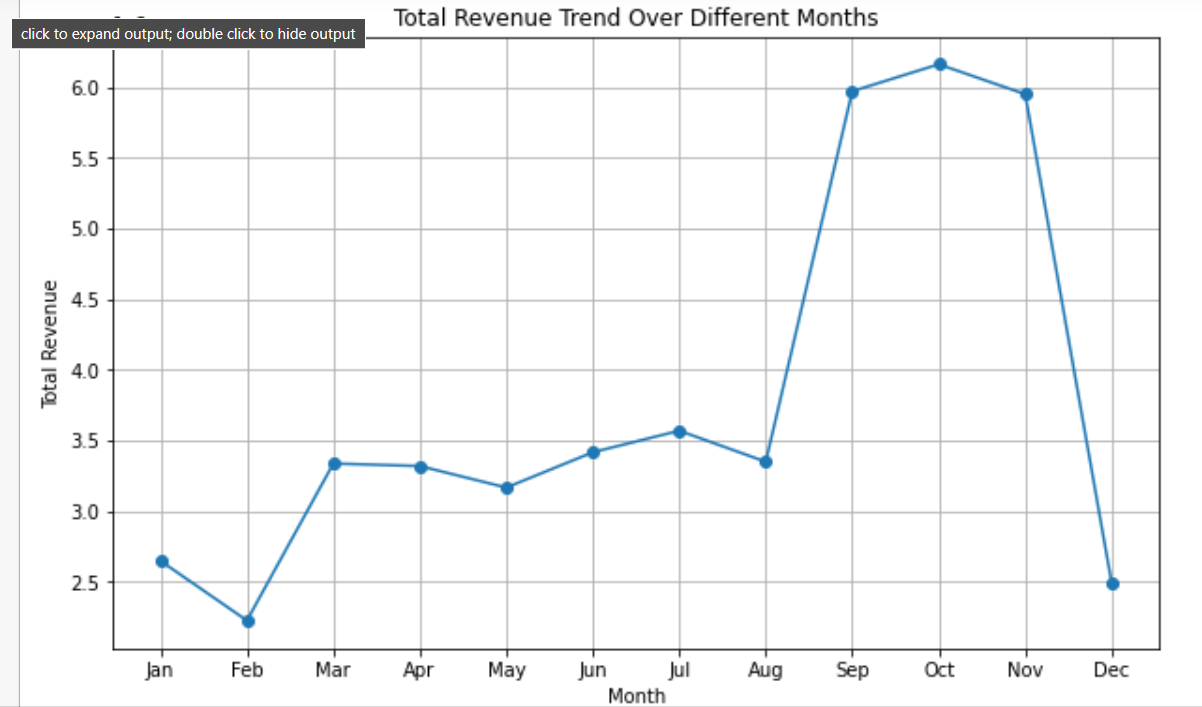 Total Revenue Trend Over Different Months
click to expand output; double click to hide output
6.0
5.5
5.0
4.5
4.0
3.5
3.0
2.5
Total Revenue
Jan Feb Mar Apr May Jun Jul Aug Sep Oct Nov Dec
Month